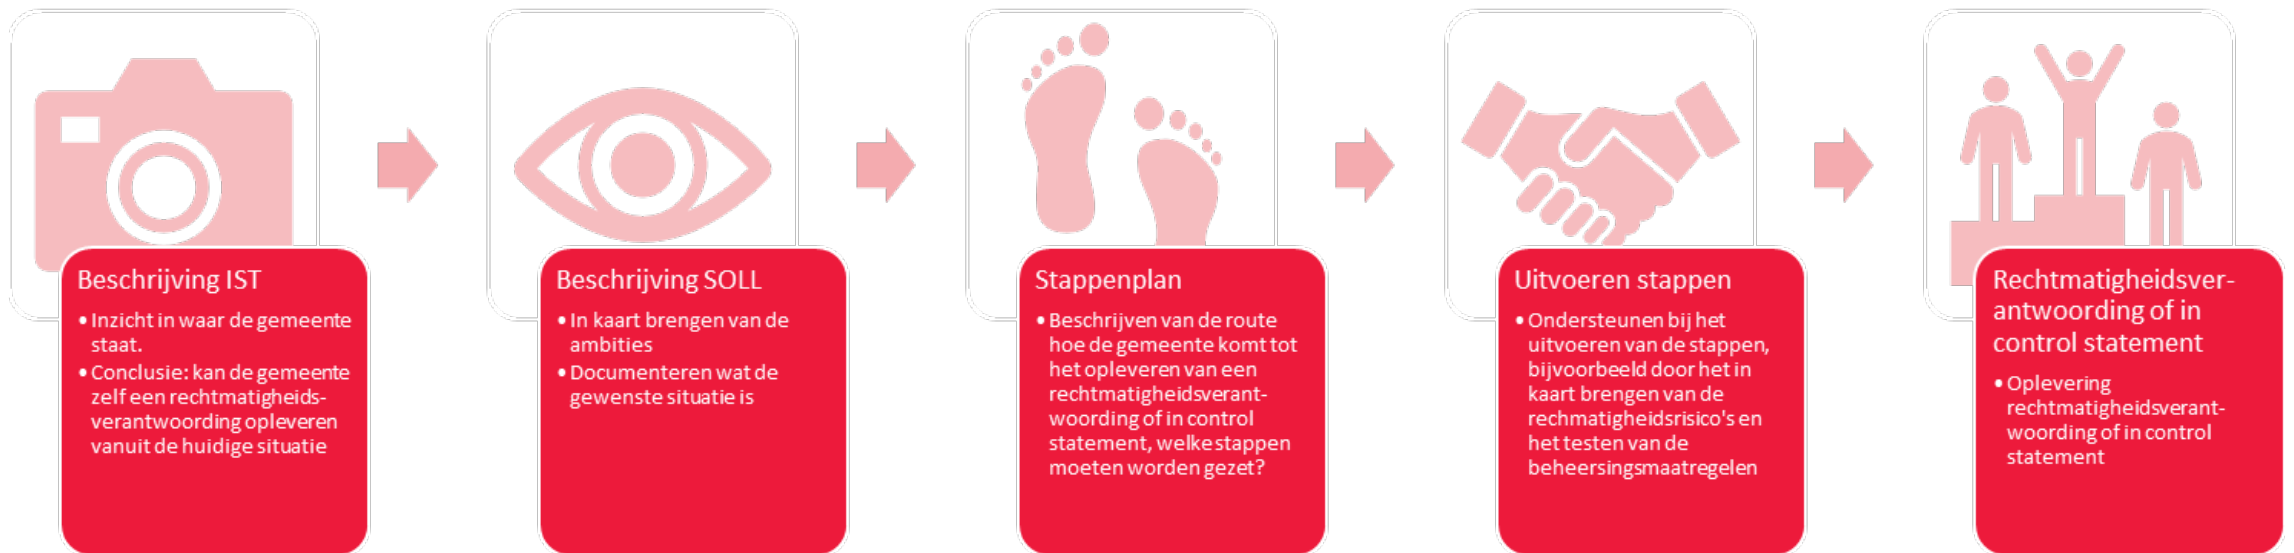 Beschrijving IST
• Inzicht in waar de gemeente
staat.
• Conclusie: kan de gemeente
zelf een rechtmatigheids-
verantwoording opleveren
vanuit de huidige situatie
Beschrijving SOLL
• In kaart brengen van de
ambities
• Documenteren wat de
gewenste situatie is
Stappenplan
• Beschrijven van de route
hoe de gemeente komt tot
het opleveren van een
rechtmatigheidsverant-
woording of in control
statement, welke stappen
moeten worden gezet?
Uitvoeren stappen
• Ondersteunen bij het
uitvoeren van de stappen,
bijvoorbeeld door het in
kaart brengen van de
rechmatigheidsrisico's en
het testen van de
beheersingsmaatregelen
Rechtmatigheidsver-
antwoording of in
control statement
• Oplevering
rechtmatigheidsverant-
woording of in control
statement